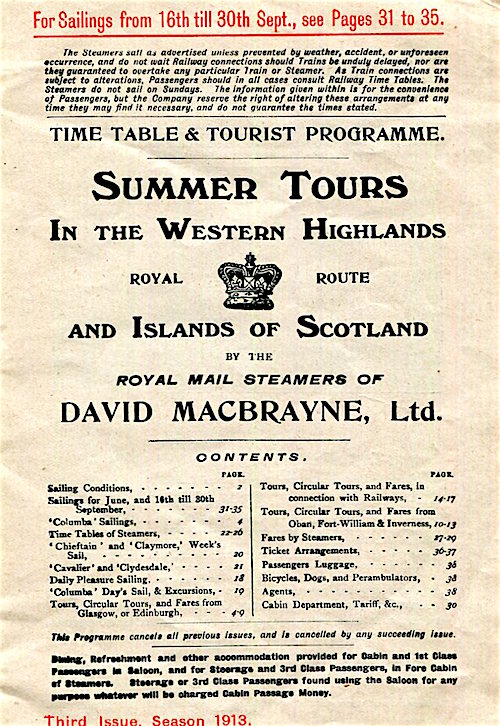 For Sailings from 16th till 30th Sept., see Pages 31 to 35.
The Steamers sail as advertised unless prevented by weather, accident, or unforeseen
occurrence, and do not wait Railway connections should Trains be unduly delayed, nor are
they guaranteed to overtake any particular Train or Steamer. As Train connections are
subject to alterations, Passengers should in all cases consult Railway Time Tables. The
Steamers do not sail on Sundays. The information given within is for the convenience
of Passengers, but the Company reserve the right of altering these arrangements at any
time they may find it necessary, and do not guarantee the times stated.
TIME TABLE & TOURIST PROGRAMME.
SUMMER TOURS
IN THE WESTERN HIGHLANDS
ROYAL ROUTE
AND ISLANDS OF SCOTLAND
BY THE
ROYAL MAIL STEAMERS OF
DAVID MACBRAYNE, Ltd.
CONTENTS.
PAGE.
Sailing Conditions, - - - - - - - 2
Sailings for June, and 16th till 30th
September, - - - - - - 31-35
'Columba' Sailings, - - - - - - 4
Time Tables of Steamers, - - - - 22-26
'Chieftain' and 'Claymore,' Week's
Sail, - - - - - - - - - 20
'Cavalier' and 'Clydesdale,' - - - - 21
Daily Pleasure Sailing, - - - - - 18
'Columba' Day's Sail, & Excursions, - 19
Tours, Circular Tours, and Fares from
Glasgow, or Edinburgh, - - - - 4-9
PAGE.
Tours, Circular Tours, and Fares, in
connection with Railways, - 14-17
Tours, Circular Tours, and Fares from
Oban, Fort-William & Inverness, 10-13
Fares by Steamers, - - - - - 27-29
Ticket Arrangements, - - - - 36-37
Passengers Luggage, - - - - - 38
Bicycles, Dogs, and Perambulators, - 38
Agents, - - - - - - - - 38
Cabin Department, Tariff, &c., - - 30
This Programme cancels all previous issues, and is cancelled by any succeeding issue.
Dining, Refreshment and other accommodation provided for Cabin and 1st Class
Passengers in Saloon, and for Steerage and 3rd Class Passengers, in Fore Cabin
of Steamers. Steerage or 3rd Class Passengers found using the Saloon for any
purpose whatever will be charged Cabin Passage Money.
Third Issue, Season 1913.